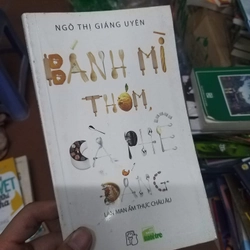 NGÔ THỊ GIÁNG UYÊN
BÁNH MÌ
THƠM,
CÀ PHÊ
ĐẮNG
LAN MAN ẨM THỰC CHÂU ÂU